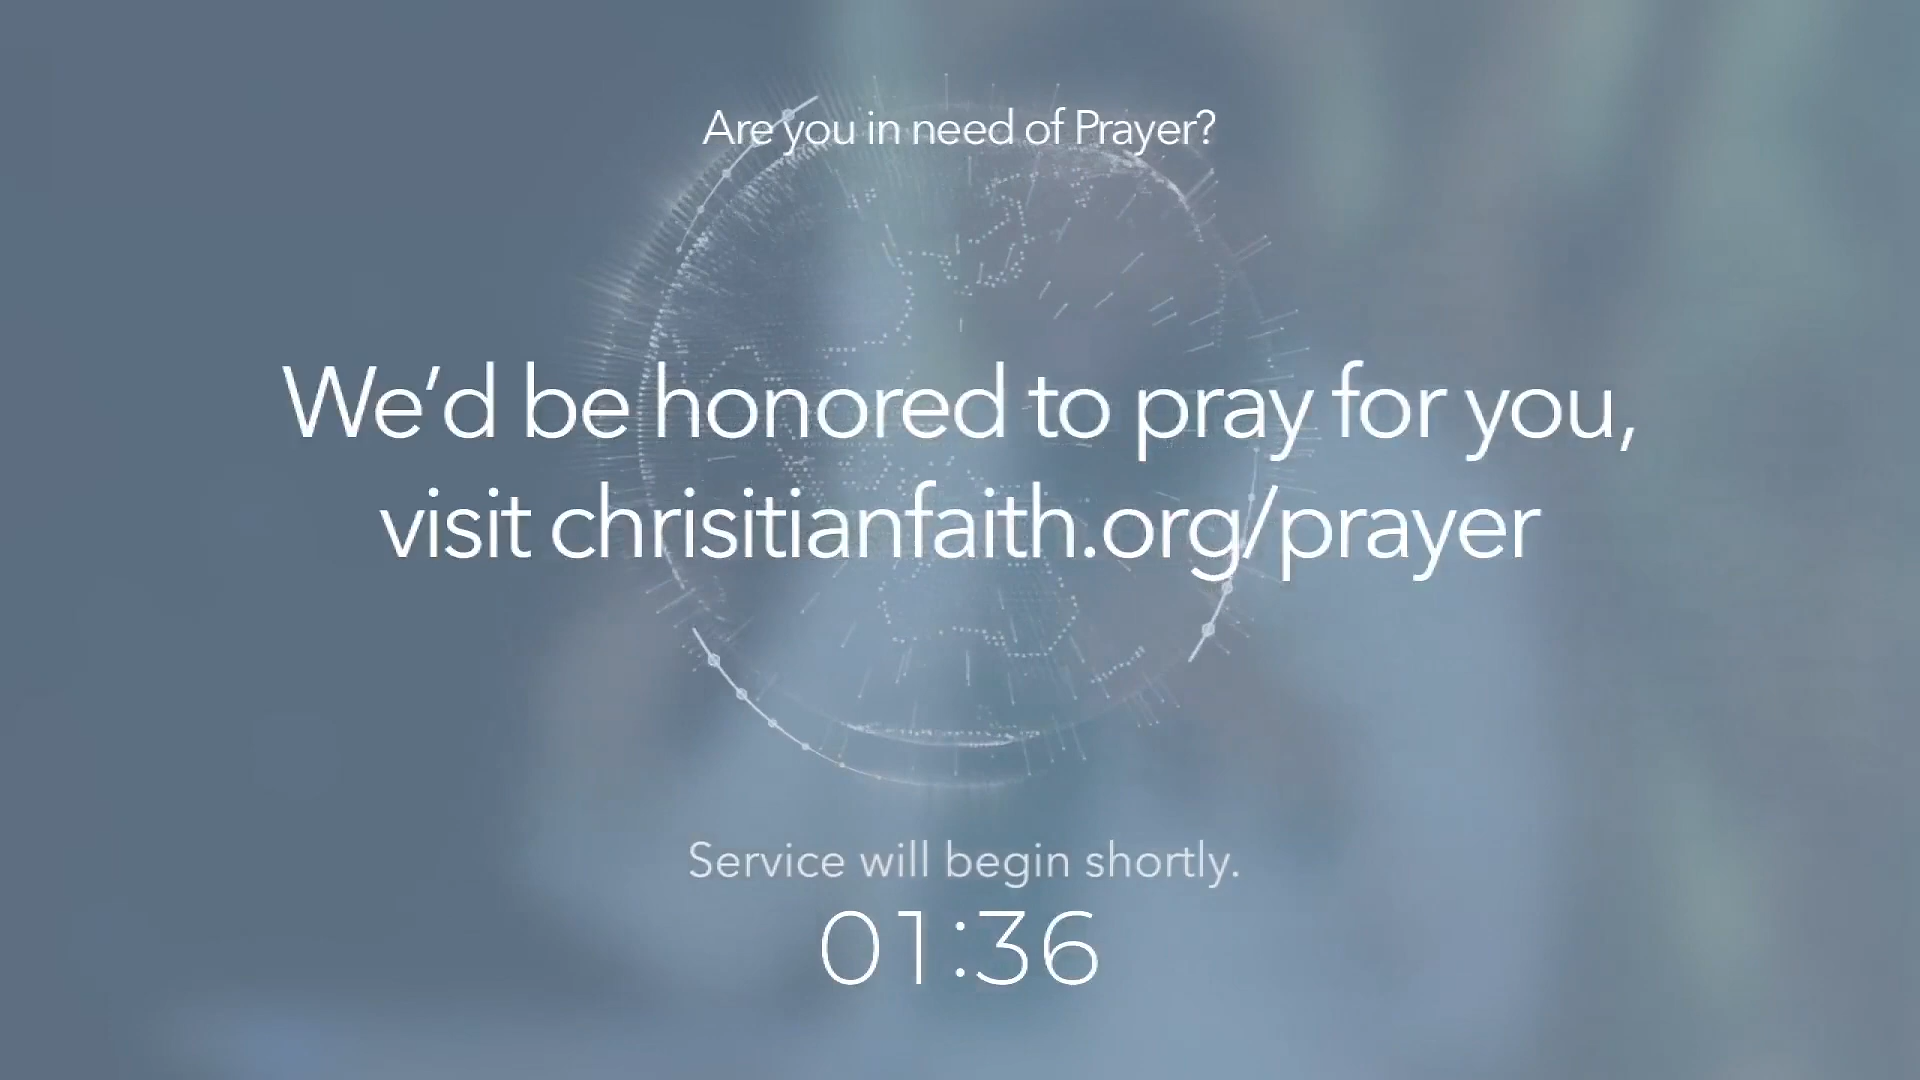 Are you in need of Prayer?
We’d be honored to pray for you,
visit chrisitianfaith.org/prayer
Service will begin shortly.
01:36